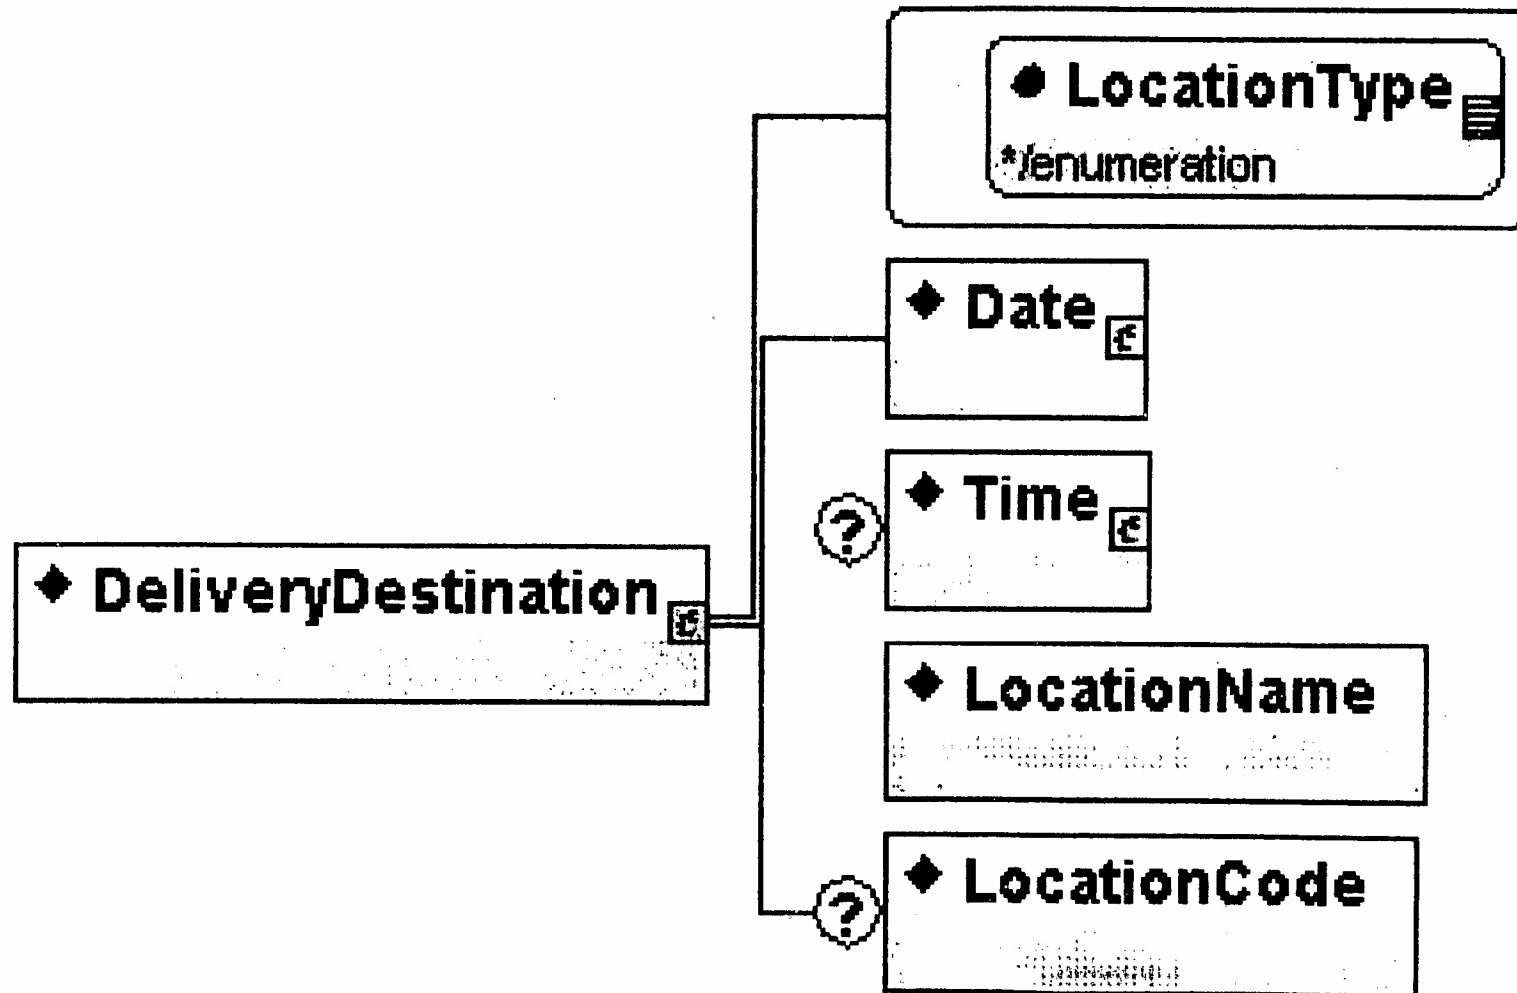 LocationType
*/enumeration
Date
Time
?
DeliveryDestination
LocationName
?
LocationCode